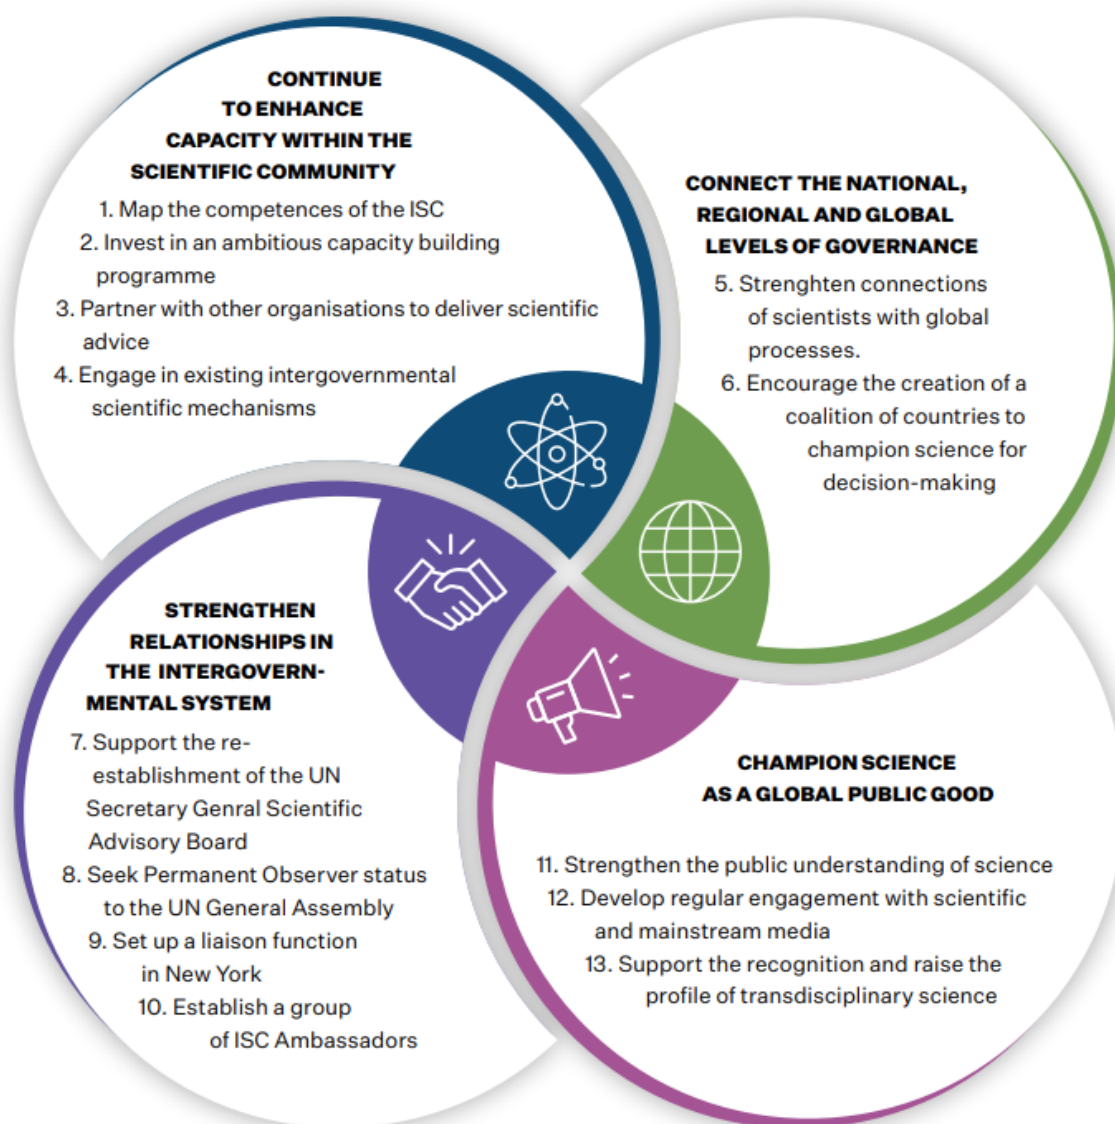 CONTINUE
TO ENHANCE
CAPACITY WITHIN THE
SCIENTIFIC COMMUNITY
1. Map the competences of the ISC
2. Invest in an ambitious capacity building
programme
3. Partner with other organisations to deliver scientific
advice
4. Engage in existing intergovernmental
scientific mechanisms
CONNECT THE NATIONAL,
REGIONAL AND GLOBAL
LEVELS OF GOVERNANCE
5. Strenghten connections
of scientists with global
processes.
6. Encourage the creation of a
coalition of countries to
champion science for
decision-making
STRENGTHEN
RELATIONSHIPS IN
THE INTERGOVERN-
MENTAL SYSTEM
7. Support the re-
establishment of the UN
Secretary Genral Scientific
Advisory Board
8. Seek Permanent Observer status
to the UN General Assembly
9. Set up a liaison function
in New York
10. Establish a group
of ISC Ambassadors
CHAMPION SCIENCE
AS A GLOBAL PUBLIC GOOD
11. Strengthen the public understanding of science
12. Develop regular engagement with scientific
and mainstream media
13. Support the recognition and raise the
profile of transdisciplinary science